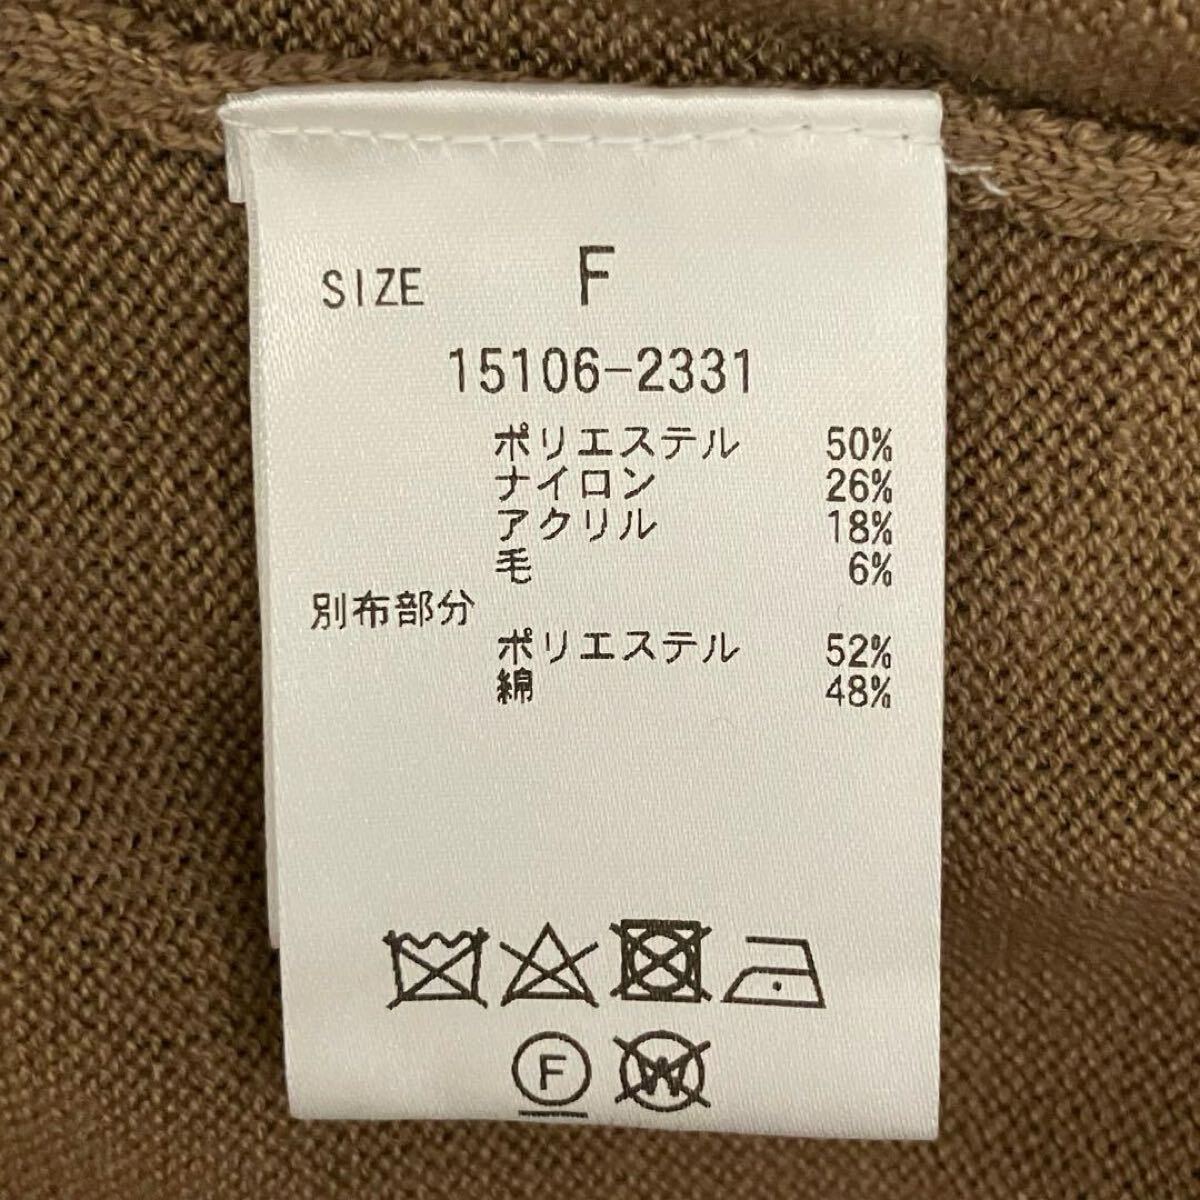 SIZE F
15106-2331
ポリエステル 50%
ナイロン 26%
アクリル 18%
毛 6%
別布部分
ポリエステル 52%
綿 48%
F W